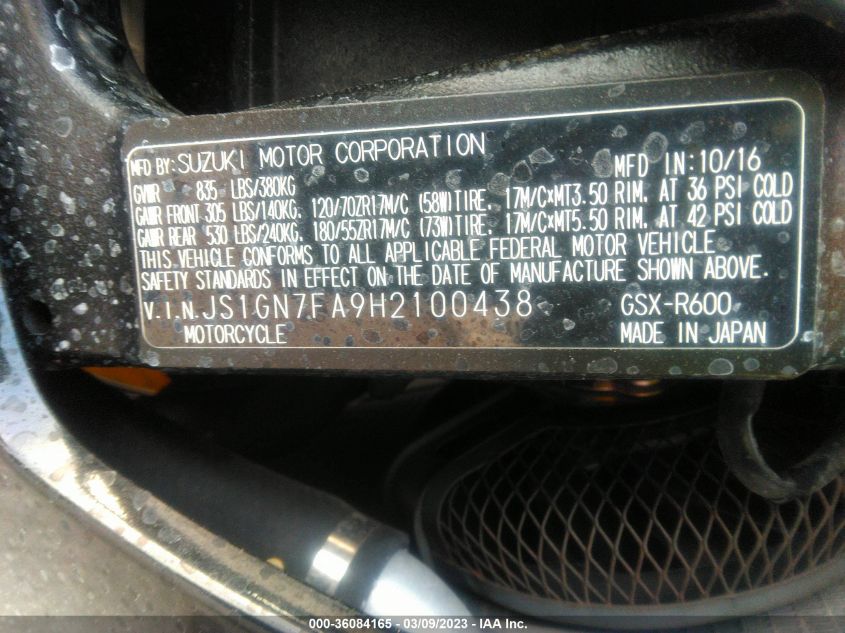 MFD BY: SUZUKI MOTOR CORPORATION
MFD IN: 10/16
GVWR 835 LBS/380KG
GAWR FRONT 305 LBS/140KG. 120/70ZR17M/C (58W)TIRE. 17M/C×MT3.50 RIM. AT 36 PSI COLD
GAWR REAR 530 LBS/240KG. 180/55ZR17M/C (73W)TIRE. 17M/C×MT5.50 RIM. AT 42 PSI COLD
THIS VEHICLE CONFORMS TO ALL APPLICABLE FEDERAL MOTOR VEHICLE
SAFETY STANDARDS IN EFFECT ON THE DATE OF MANUFACTURE SHOWN ABOVE.
V.I.N. JS1GN7FA9H2100438 GSX-R600
MOTORCYCLE MADE IN JAPAN
000-36084165 - 03/09/2023 - IAA Inc.